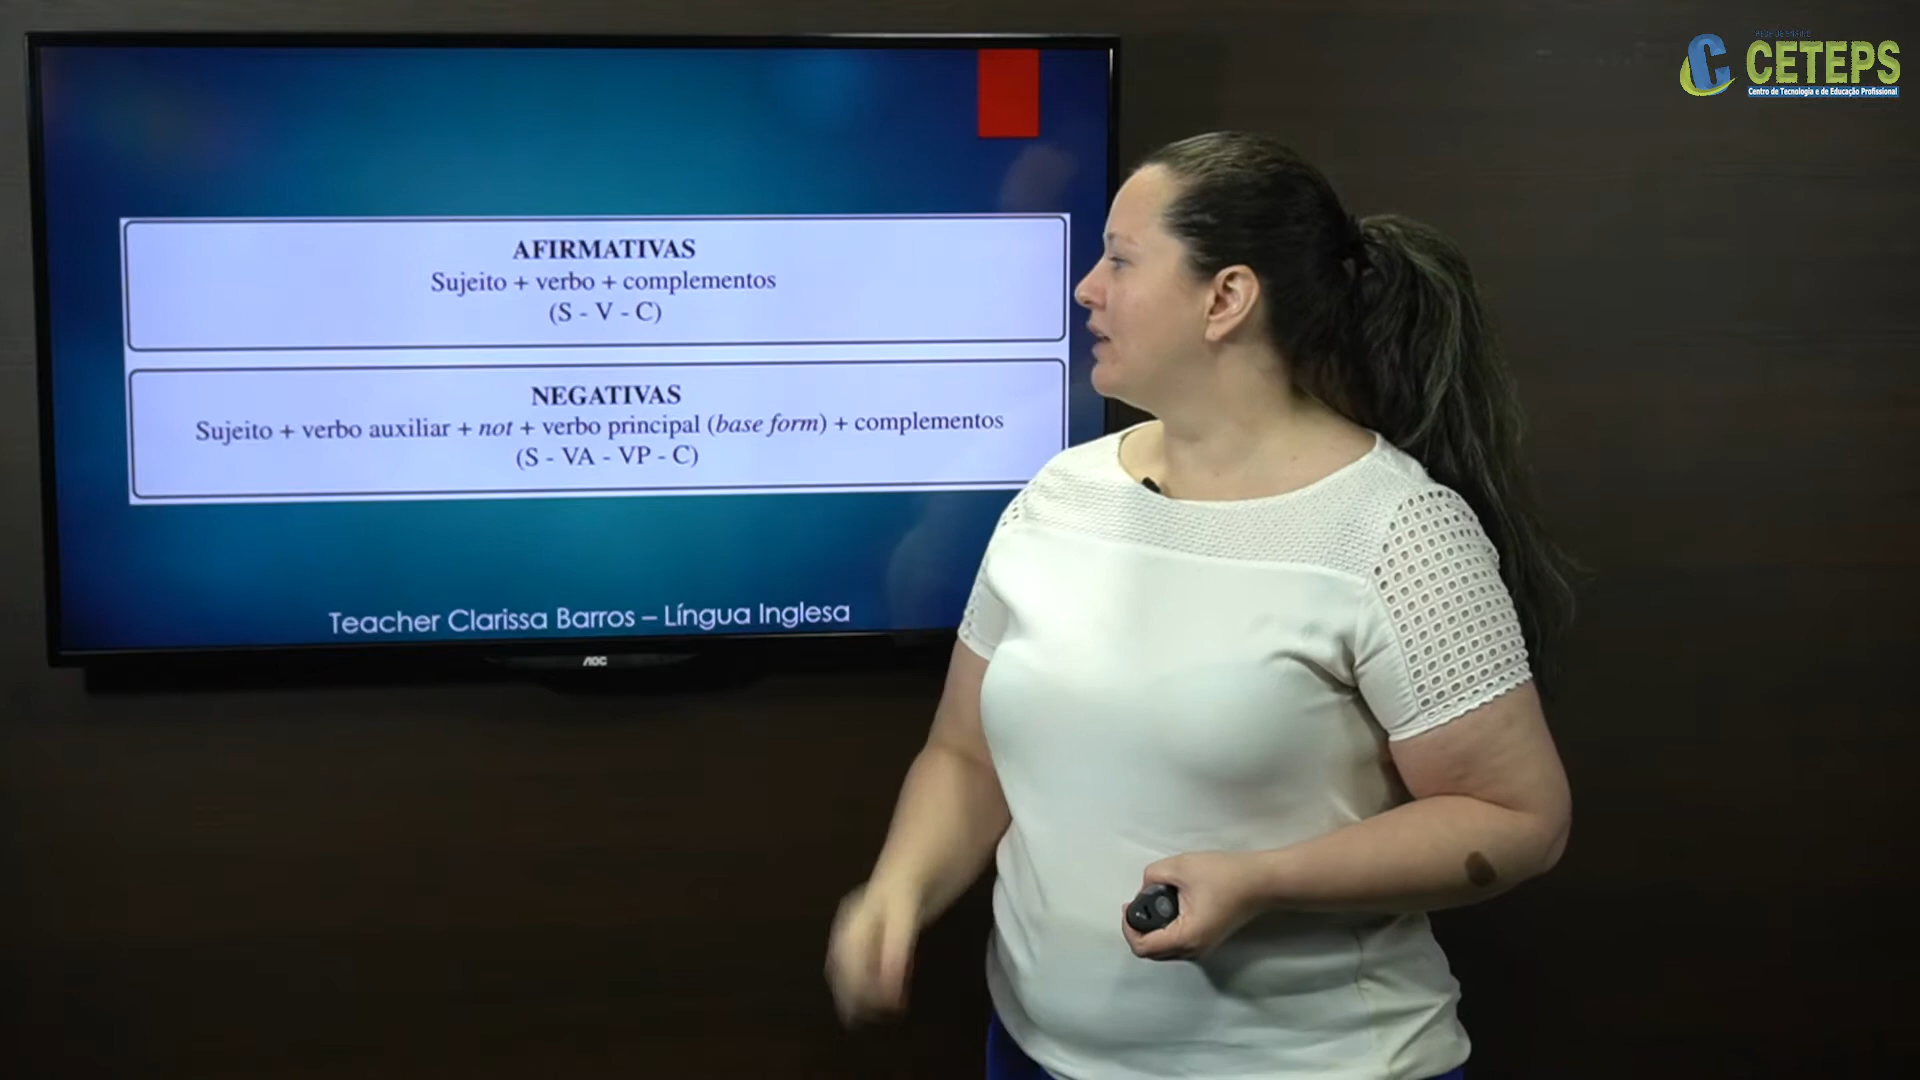 AFIRMATIVAS
Sujeito + verbo + complementos
(S - V - C)
NEGATIVAS
Sujeito + verbo auxiliar + not + verbo principal (base form) + complementos
(S - VA - VP - C)
Teacher Clarissa Barros – Língua Inglesa
AOC
CETEPS
Centro de Tecnologia e de Educação Profissional